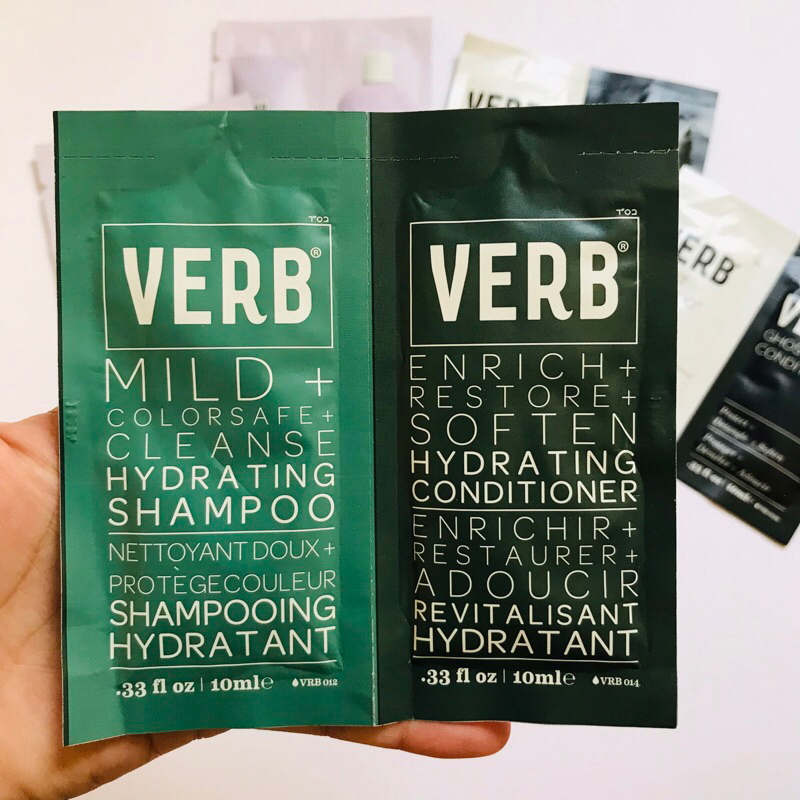 VERB®
MILD +
COLORSAFE+
CLEANSE
HYDRATING
SHAMPOO
NETTOYANT DOUX+
PROTÈGECOULEUR
SHAMPOOING
HYDRATANT
.33 fl oz | 10ml℮
VRB 012
VERB®
ENRICH+
RESTORE+
SOFTEN
HYDRATING
CONDITIONER
ENRICHIR+
RESTAURER+
ADOUCIR
REVITALISANT
HYDRATANT
.33 fl oz | 10ml℮
VRB 014
VERB
VERB